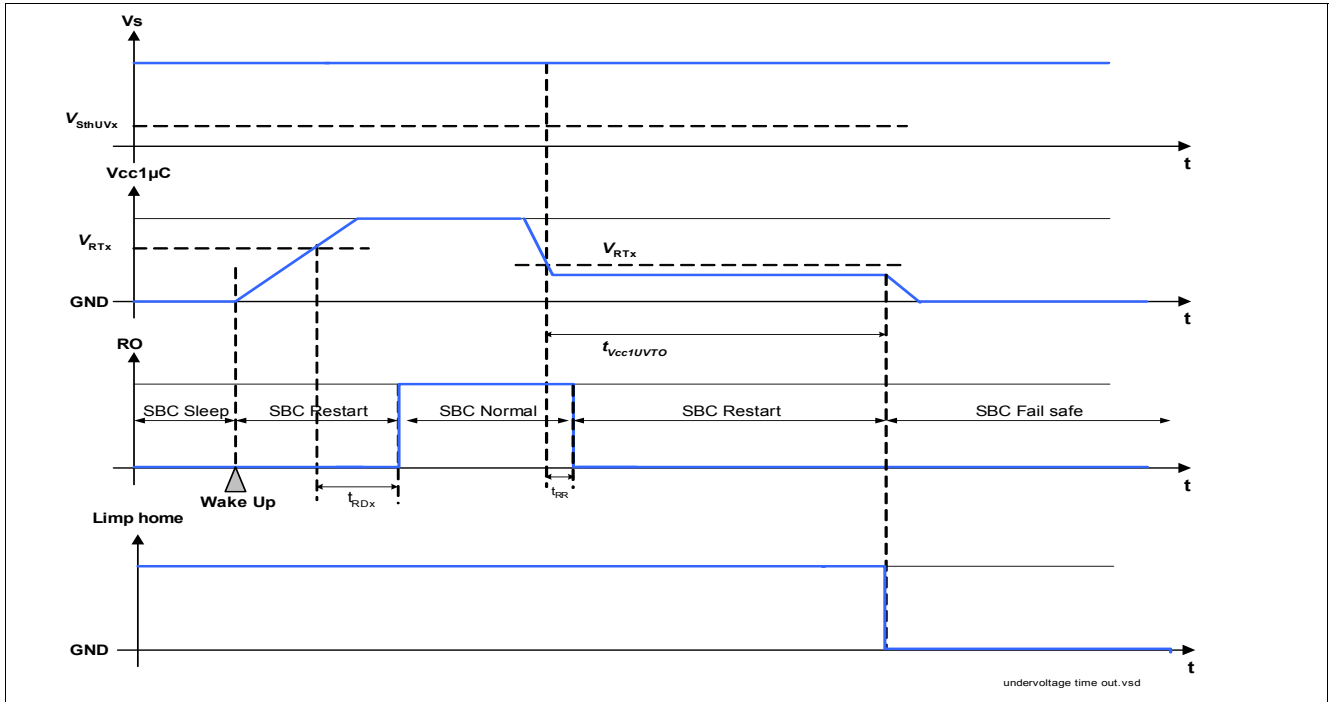 Vs
VSthUVx
t
Vcc1µC
VRTx
VRTx
GND
t
tVcc1UVTO
RO
SBC Sleep
SBC Restart
SBC Normal
SBC Restart
SBC Fail safe
t
Wake Up
tRDx
tRR
Limp home
GND
t
undervoltage time out.vsd